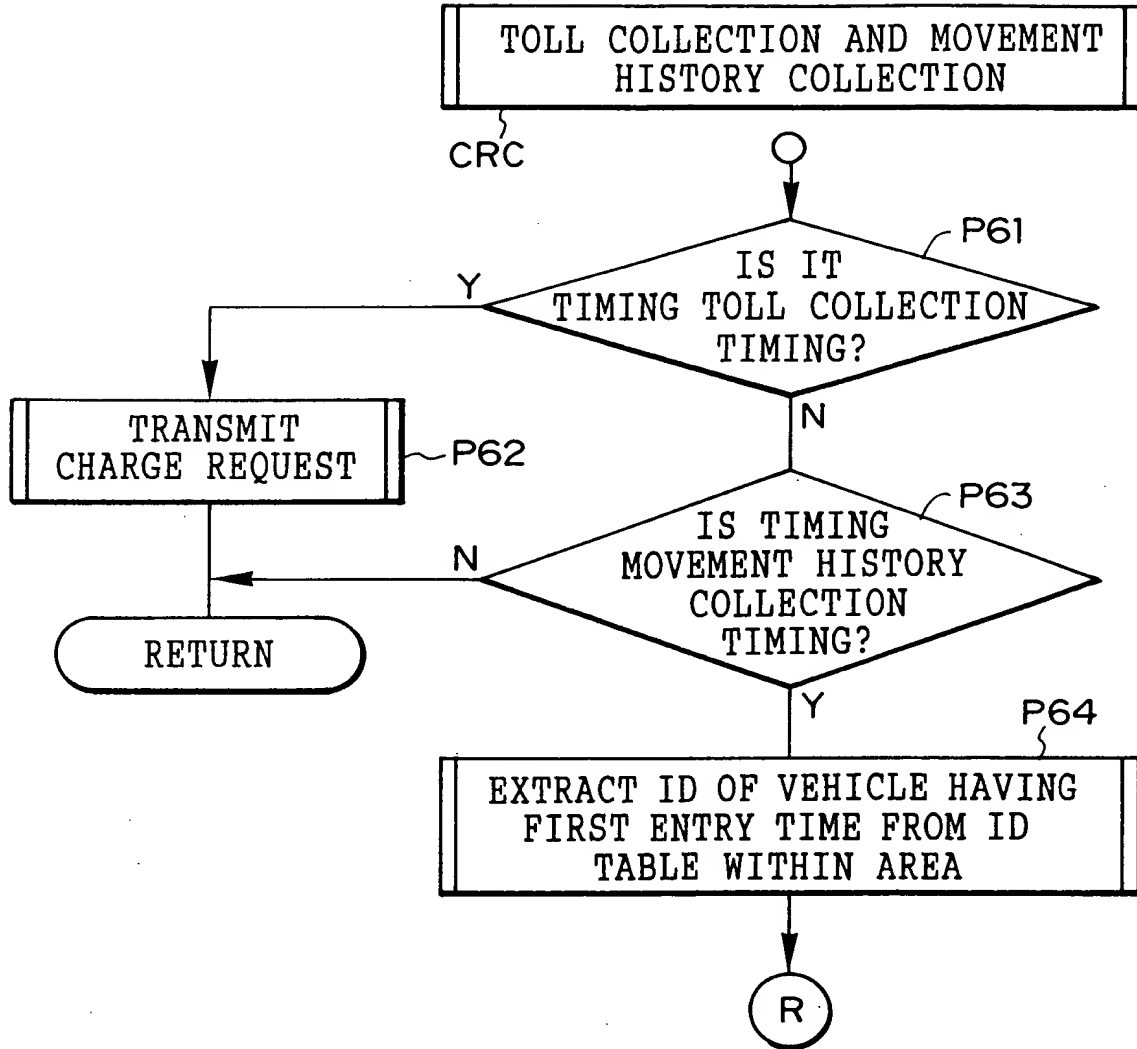 TOLL COLLECTION AND MOVEMENT
HISTORY COLLECTION
CRC
P61
IS IT
TIMING TOLL COLLECTION
TIMING?
Y
N
TRANSMIT
CHARGE REQUEST
P62
P63
IS TIMING
MOVEMENT HISTORY
COLLECTION
TIMING?
N
Y
RETURN
P64
EXTRACT ID OF VEHICLE HAVING
FIRST ENTRY TIME FROM ID
TABLE WITHIN AREA
R